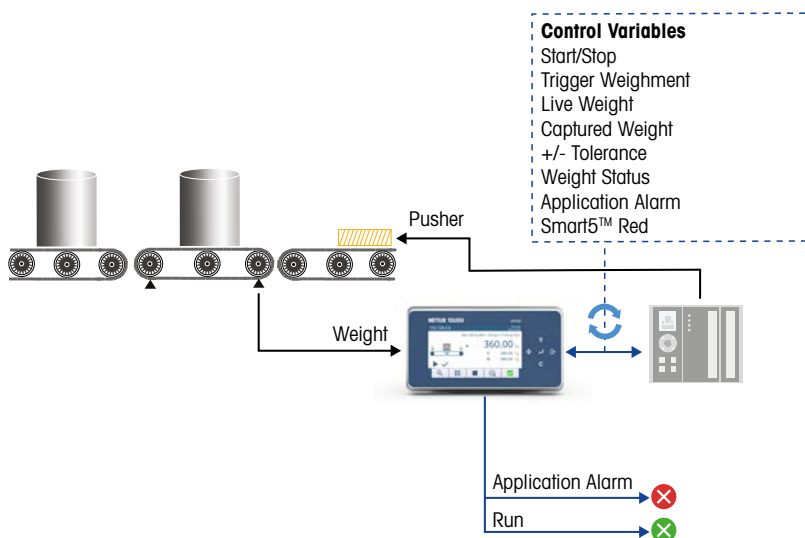 Control Variables
Start/Stop
Trigger Weighment
Live Weight
Captured Weight
+/- Tolerance
Weight Status
Application Alarm
Smart5™ Red
Pusher
Weight
METTLER TOLEDO
360.00
Application Alarm
Run